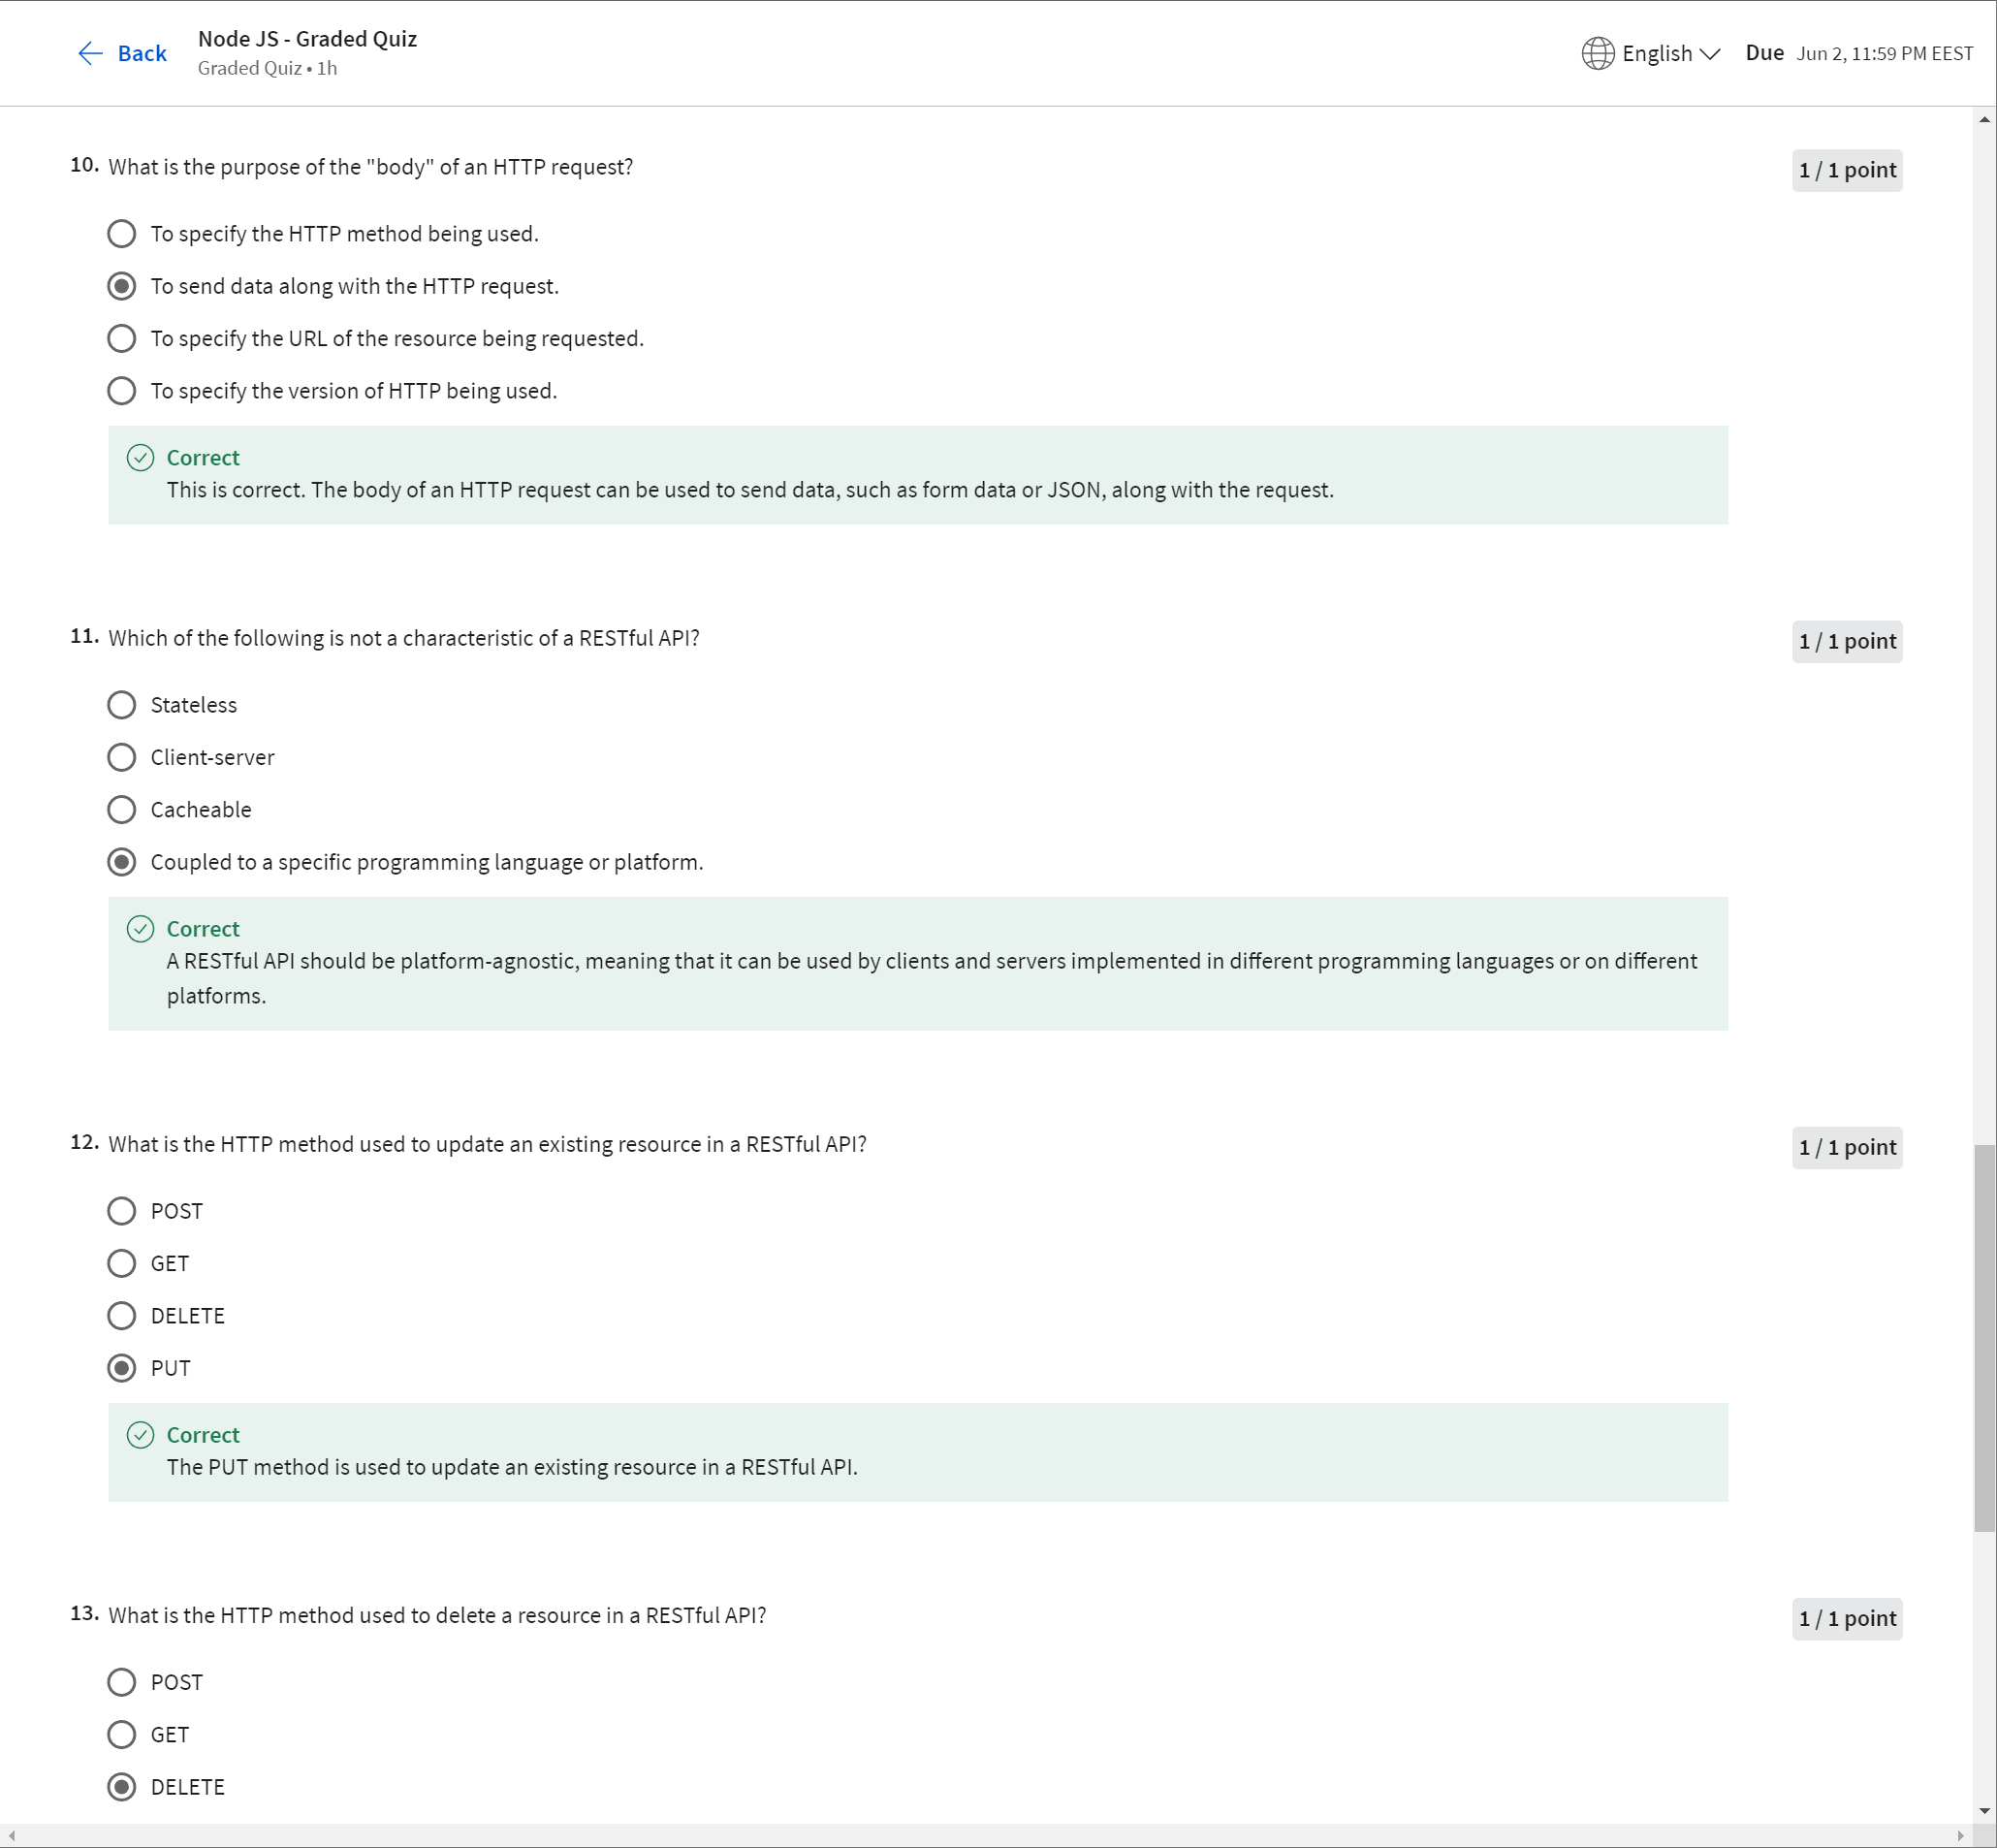 Back
Node JS - Graded Quiz
Graded Quiz • 1h
English
Due Jun 2, 11:59 PM EEST
10. What is the purpose of the "body" of an HTTP request?
1 / 1 point
To specify the HTTP method being used.
To send data along with the HTTP request.
To specify the URL of the resource being requested.
To specify the version of HTTP being used.
Correct
This is correct. The body of an HTTP request can be used to send data, such as form data or JSON, along with the request.
11. Which of the following is not a characteristic of a RESTful API?
1 / 1 point
Stateless
Client-server
Cacheable
Coupled to a specific programming language or platform.
Correct
A RESTful API should be platform-agnostic, meaning that it can be used by clients and servers implemented in different programming languages or on different
platforms.
12. What is the HTTP method used to update an existing resource in a RESTful API?
1 / 1 point
POST
GET
DELETE
PUT
Correct
The PUT method is used to update an existing resource in a RESTful API.
13. What is the HTTP method used to delete a resource in a RESTful API?
1 / 1 point
POST
GET
DELETE